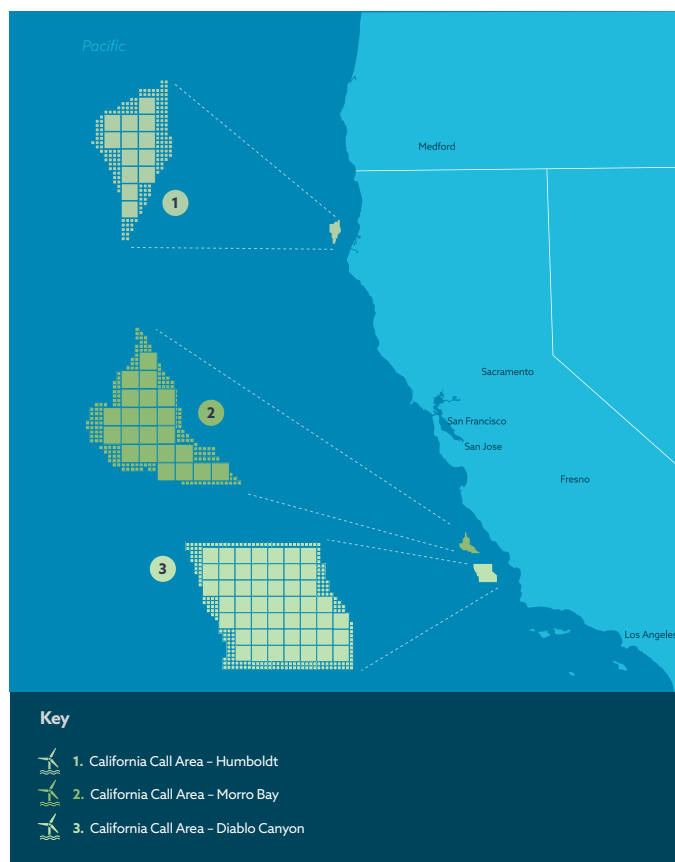 Pacific
Medford
1
Sacramento
2
San Francisco
San Jose
Fresno
3
Los Angeles
Key
1. California Call Area – Humboldt
2. California Call Area – Morro Bay
3. California Call Area – Diablo Canyon